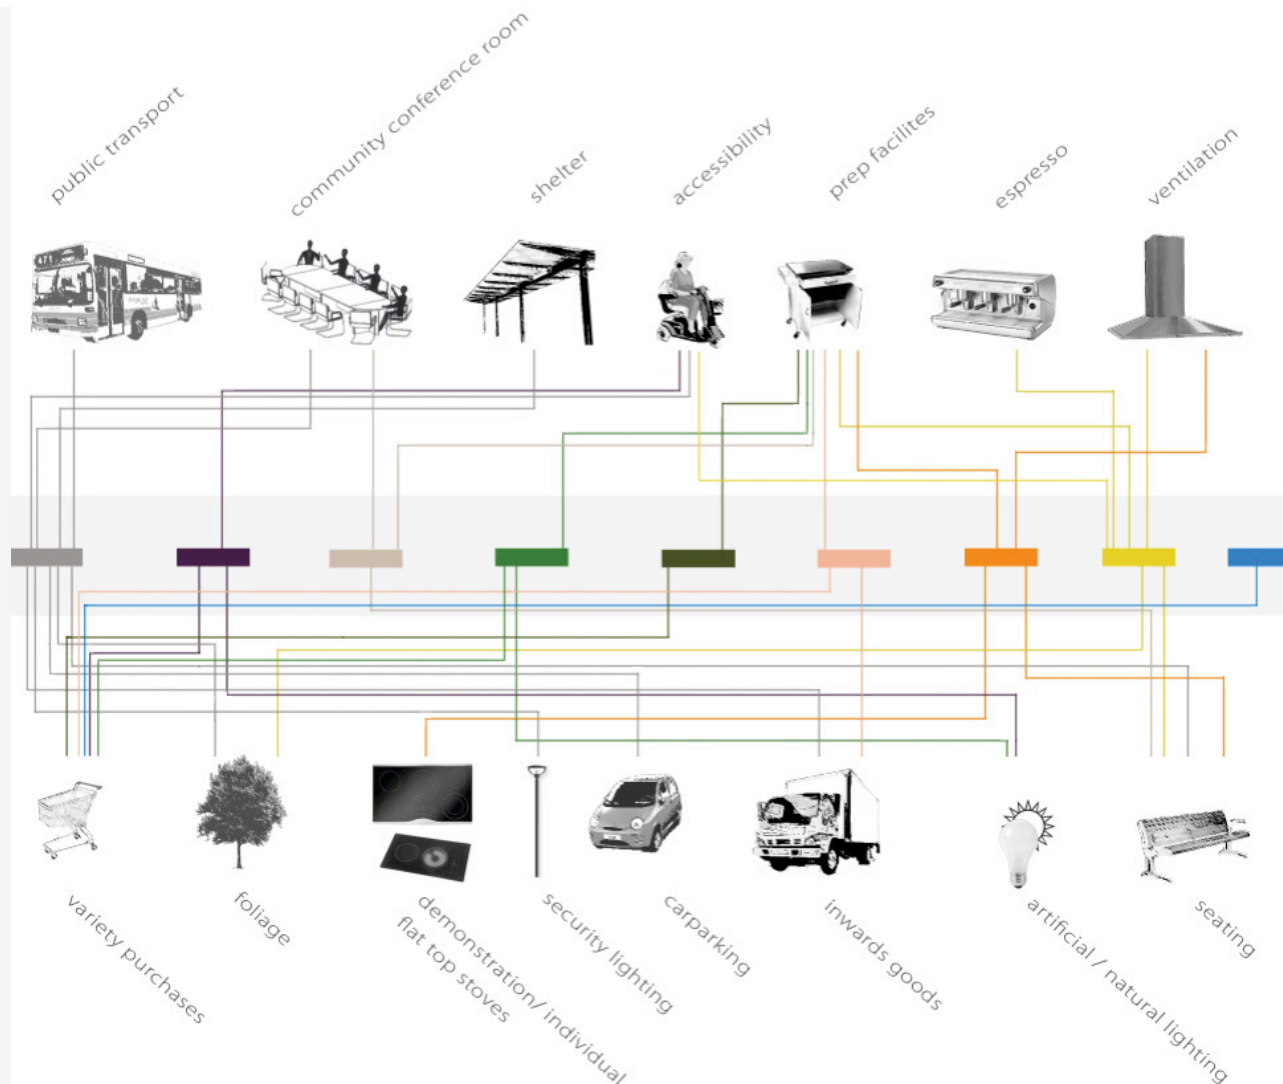 public transport
community conference room
shelter
accessibility
prep facilites
espresso
ventilation
variety purchases
foliage
demonstration/ individual
flat top stoves
security lighting
carparking
inwards goods
artificial / natural lighting
seating